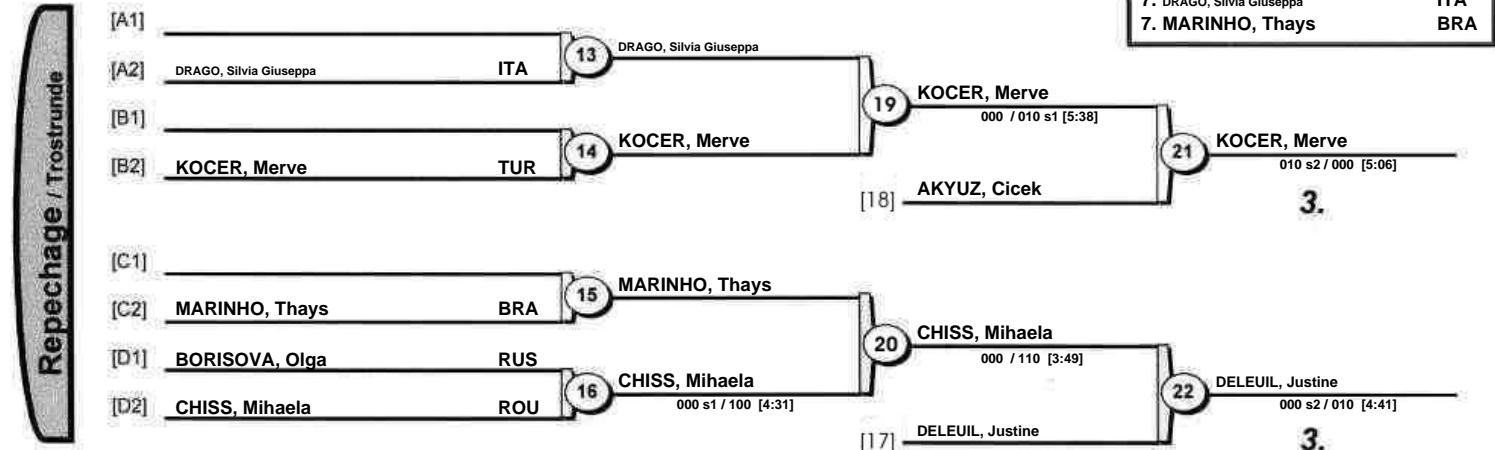 7. DRAGO, Silvia Giuseppa ITA
7. MARINHO, Thays BRA
Repechage / Trostrunde
[A1]
[A2] DRAGO, Silvia Giuseppa ITA
13 DRAGO, Silvia Giuseppa
[B1]
[B2] KOCER, Merve TUR
14 KOCER, Merve
19 KOCER, Merve
000 / 010 s1 [5:38]
[18] AKYUZ, Cicek
21 KOCER, Merve
010 s2 / 000 [5:06]
3.
[C1]
[C2] MARINHO, Thays BRA
15 MARINHO, Thays
[D1] BORISOVA, Olga RUS
[D2] CHISS, Mihaela ROU
16 CHISS, Mihaela
000 s1 / 100 [4:31]
20 CHISS, Mihaela
000 / 110 [3:49]
[17] DELEUIL, Justine
22 DELEUIL, Justine
000 s2 / 010 [4:41]
3.